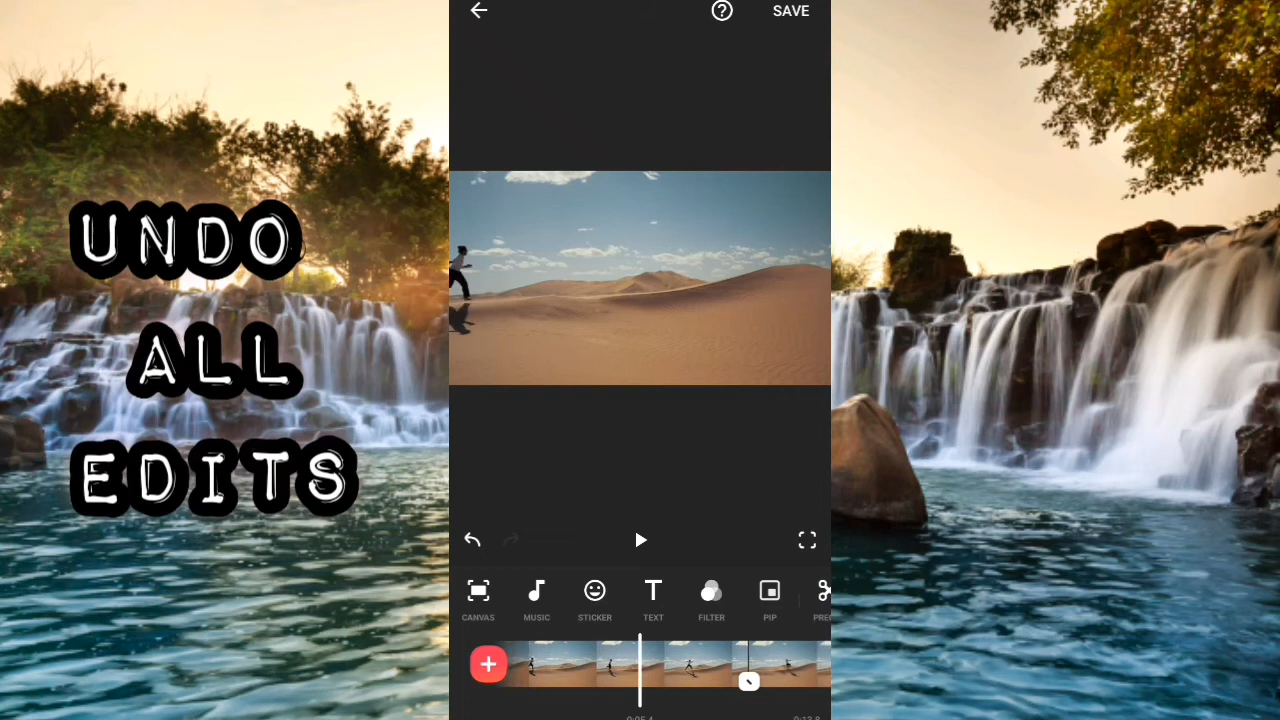 SAVE
UNDO
ALL
EDITS
CANVAS MUSIC STICKER TEXT FILTER PIP